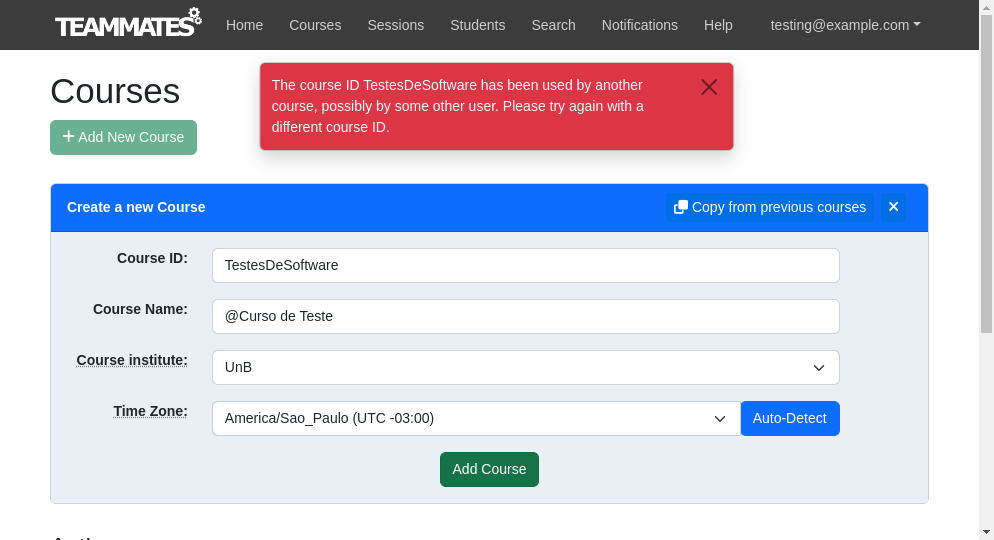 TEAMMATES Home Courses Sessions Students Search Notifications Help testing@example.com
The course ID TestesDeSoftware has been used by another
course, possibly by some other user. Please try again with a
different course ID.
Courses
Add New Course
Create a new Course Copy from previous courses
Course ID: TestesDeSoftware
Course Name: @Curso de Teste
Course institute: UnB
Time Zone: America/Sao_Paulo (UTC -03:00) Auto-Detect
Add Course